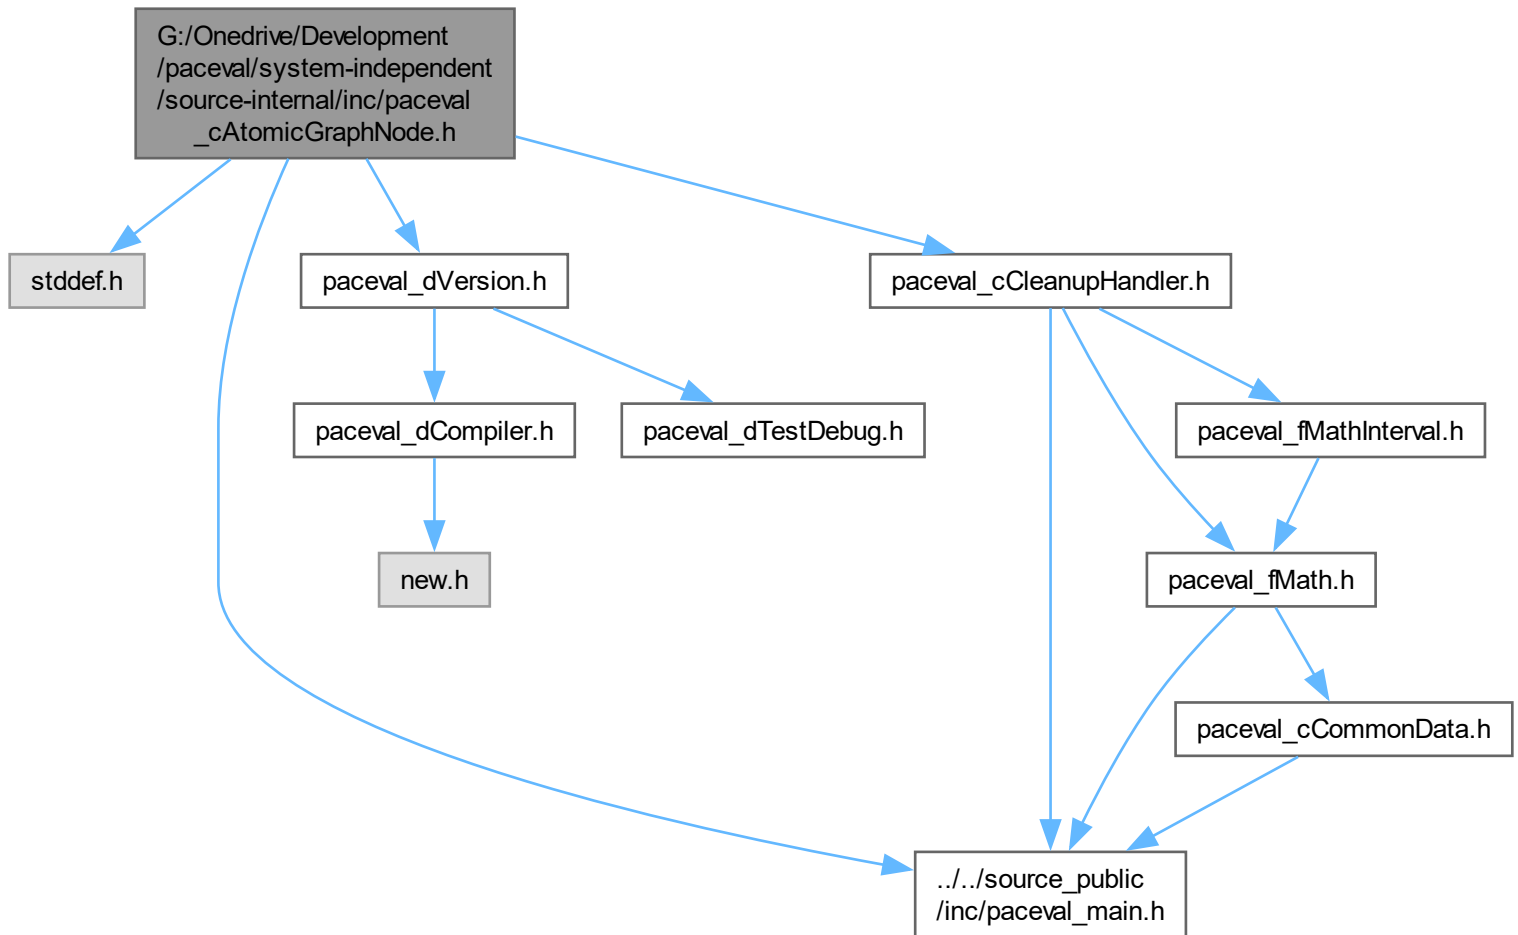 G:/Onedrive/Development
/paceval/system-independent
/source-internal/inc/paceval
_cAtomicGraphNode.h
stddef.h
paceval_dVersion.h
paceval_cCleanupHandler.h
paceval_dCompiler.h
paceval_dTestDebug.h
paceval_fMathInterval.h
new.h
paceval_fMath.h
paceval_cCommonData.h
../../source_public
/inc/paceval_main.h